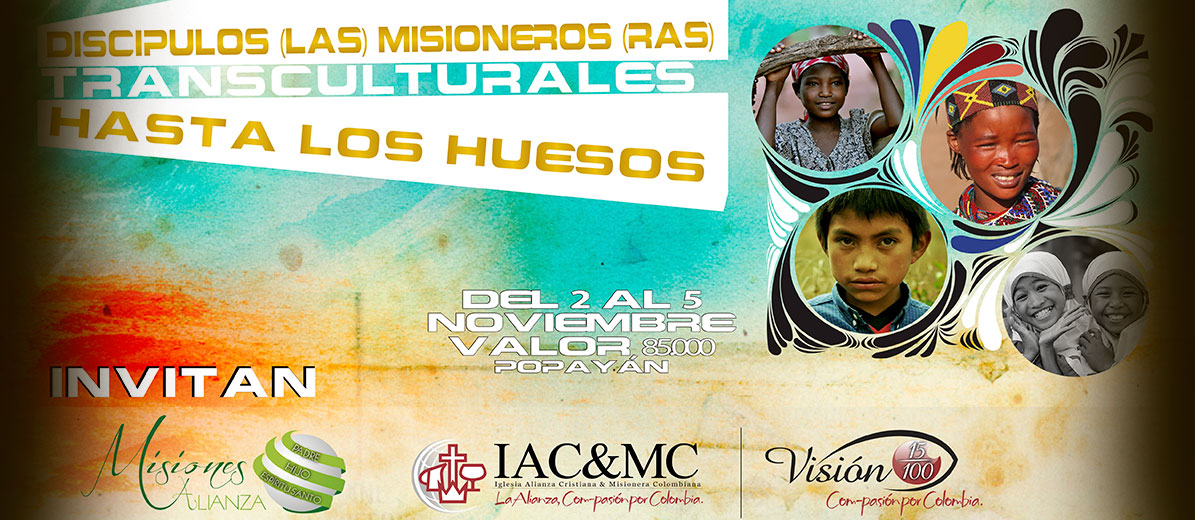 DISCIPULOS (LAS) MISIONEROS (RAS)
TRANSCULTURALES
HASTA LOS HUESOS
DEL 2 AL 5
NOVIEMBRE
VALOR 85.000
POPAYÁN
INVITAN
Misiones
ALIANZA
PADRE
HIJO
ESPIRITU SANTO
IAC&MC
Iglesia Alianza Cristiana & Misionera Colombiana
La Alianza, Com-pasión por Colombia.
Visión 15
100
Com-pasión por Colombia.